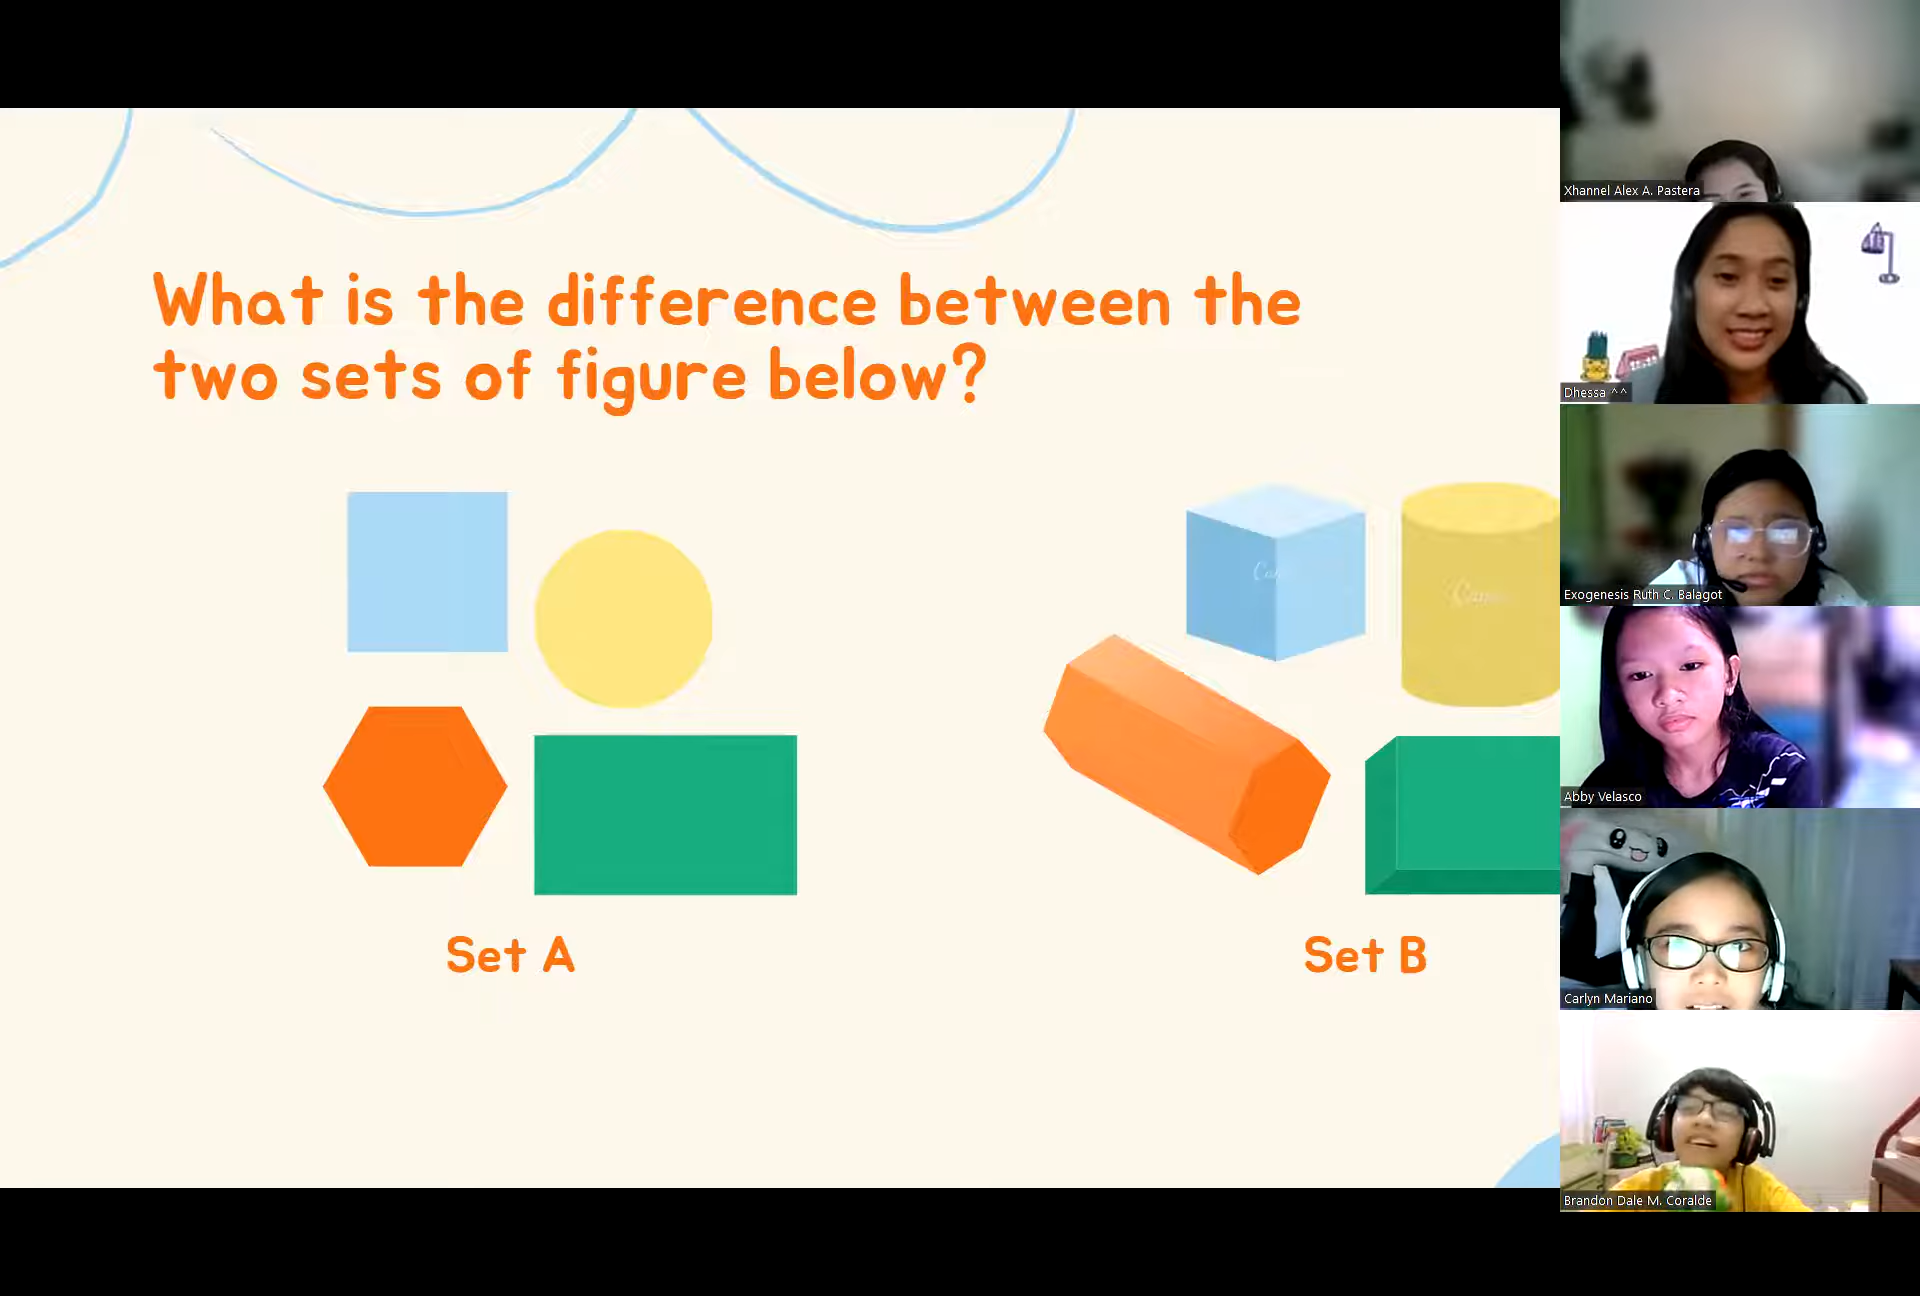 What is the difference between the
two sets of figure below?
Set A
Set B
Xhannel Alex A. Pastera
Dhessa ^^
Exogenesis Ruth C. Balagot
Abby Velasco
Carlyn Mariano
Brandon Dale M. Coralde